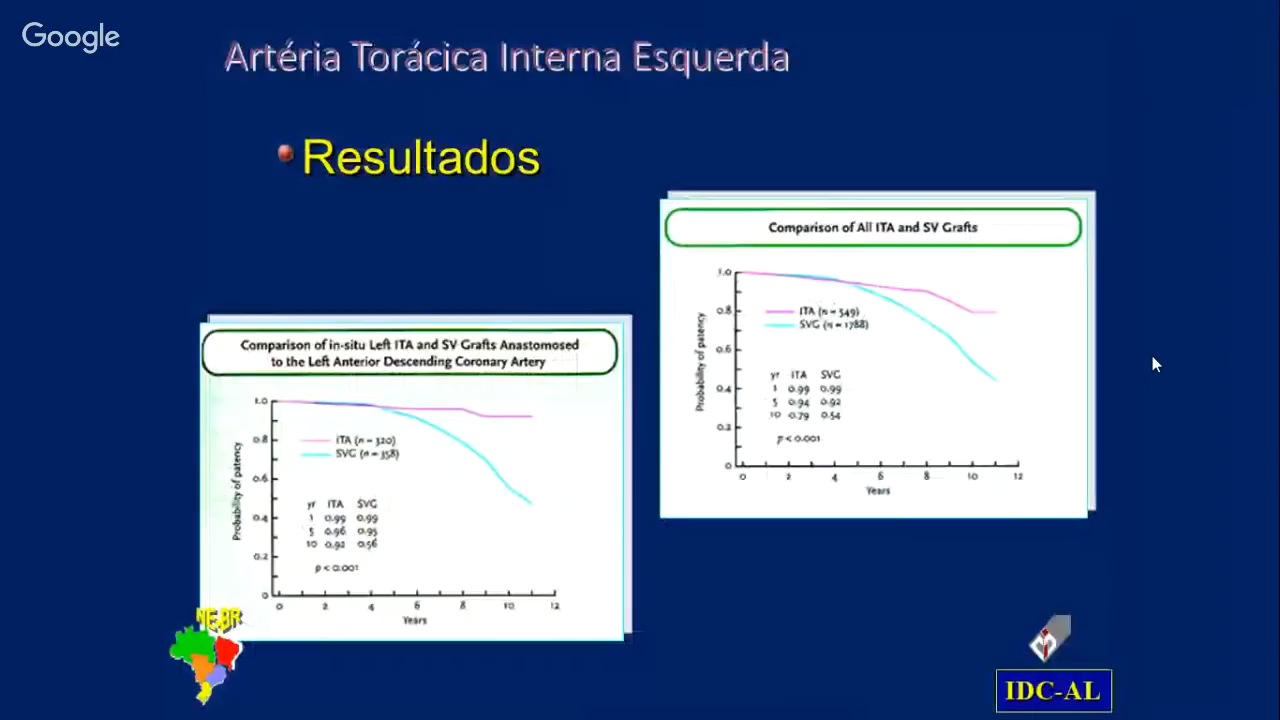 Google
Artéria Torácica Interna Esquerda
Resultados
Comparison of All ITA and SV Grafts
Probability of patency
1.0
0.8
0.6
0.4
0.2
0
ITA (n = 549)
SVG (n = 1788)
yr ITA SVG
1 0.99 0.99
5 0.94 0.92
10 0.79 0.54
p < 0.001
0 2 4 6 8 10 12
Years
Comparison of in-situ Left ITA and SV Grafts Anastomosed
to the Left Anterior Descending Coronary Artery
Probability of patency
1.0
0.8
0.6
0.4
0.2
0
ITA (n = 320)
SVG (n = 358)
yr ITA SVG
1 0.99 0.99
5 0.96 0.95
10 0.92 0.56
p < 0.001
0 2 4 6 8 10 12
Years
NE.BR
IDC-AL